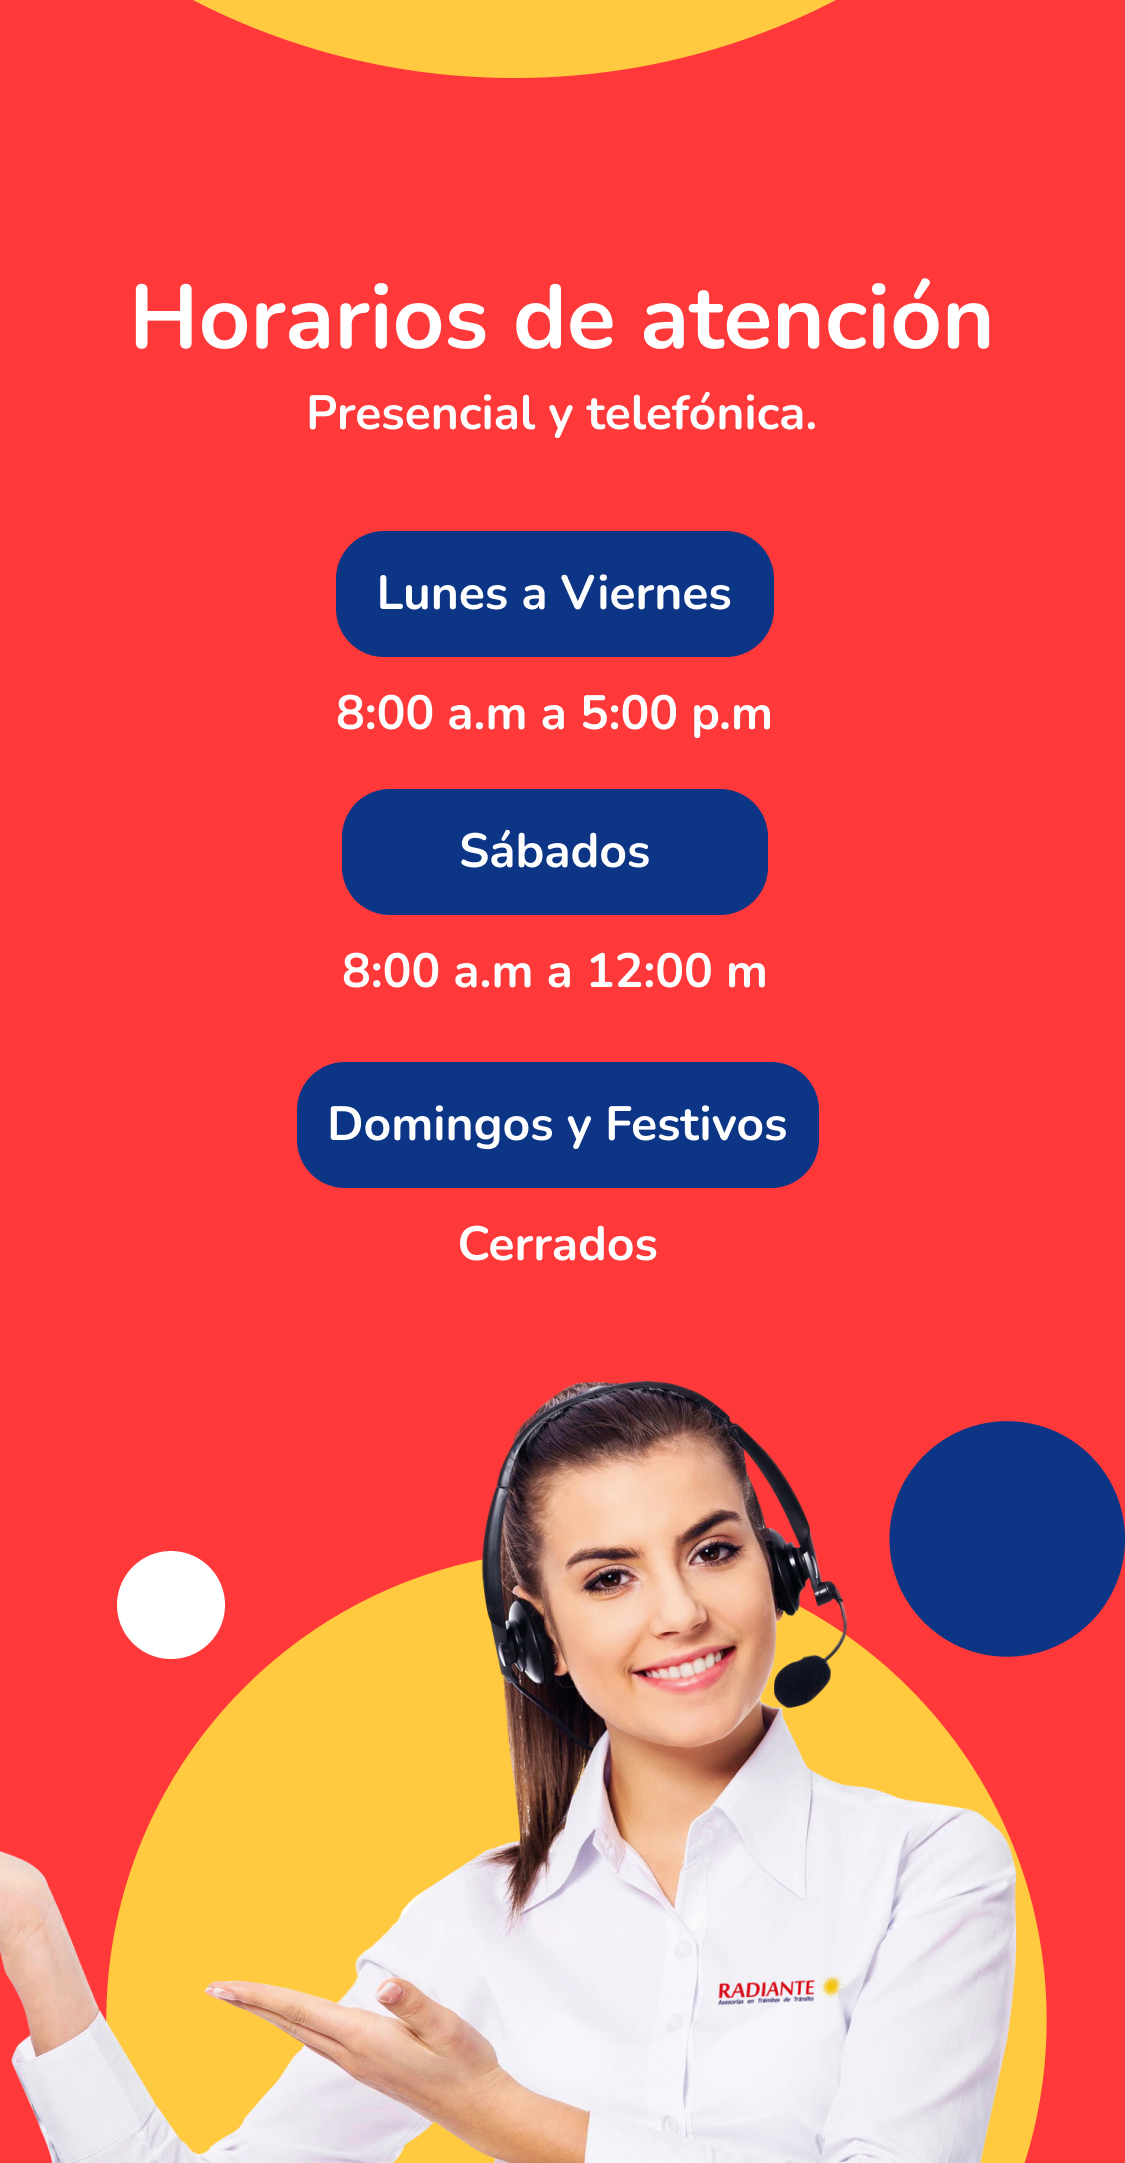 Horarios de atención
Presencial y telefónica.
Lunes a Viernes
8:00 a.m a 5:00 p.m
Sábados
8:00 a.m a 12:00 m
Domingos y Festivos
Cerrados
RADIANTE
Asesorías en Trámites de Tránsito